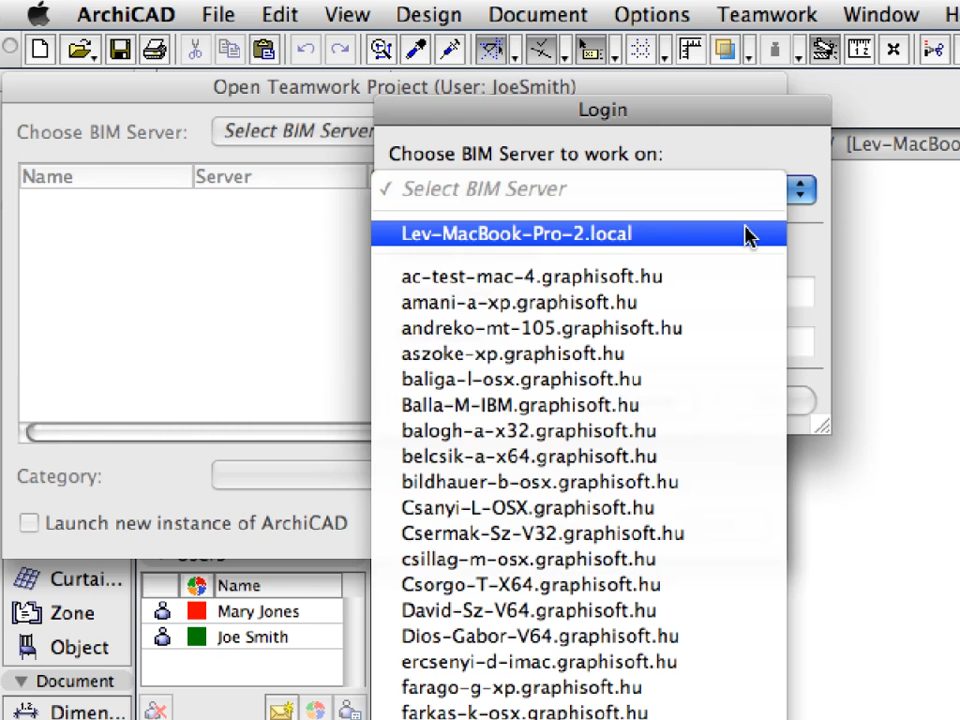 ArchiCAD File Edit View Design Document Options Teamwork Window H
Open Teamwork Project (User: JoeSmith)
Login
Choose BIM Server: Select BIM Server
Choose BIM Server to work on:
[Lev-MacBoo
Name Server
✓ Select BIM Server
Lev-MacBook-Pro-2.local
ac-test-mac-4.graphisoft.hu
amani-a-xp.graphisoft.hu
andreko-mt-105.graphisoft.hu
aszoke-xp.graphisoft.hu
baliga-l-osx.graphisoft.hu
Balla-M-IBM.graphisoft.hu
balogh-a-x32.graphisoft.hu
belcsik-a-x64.graphisoft.hu
bildhauer-b-osx.graphisoft.hu
Csanyi-L-OSX.graphisoft.hu
Csermak-Sz-V32.graphisoft.hu
csillag-m-osx.graphisoft.hu
Csorgo-T-X64.graphisoft.hu
David-Sz-V64.graphisoft.hu
Dios-Gabor-V64.graphisoft.hu
ercsenyi-d-imac.graphisoft.hu
farago-g-xp.graphisoft.hu
farkas-k-osx.graphisoft.hu
Category:
Launch new instance of ArchiCAD
Curtai...
Zone
Object
Document
Dimen...
Name
Mary Jones
Joe Smith